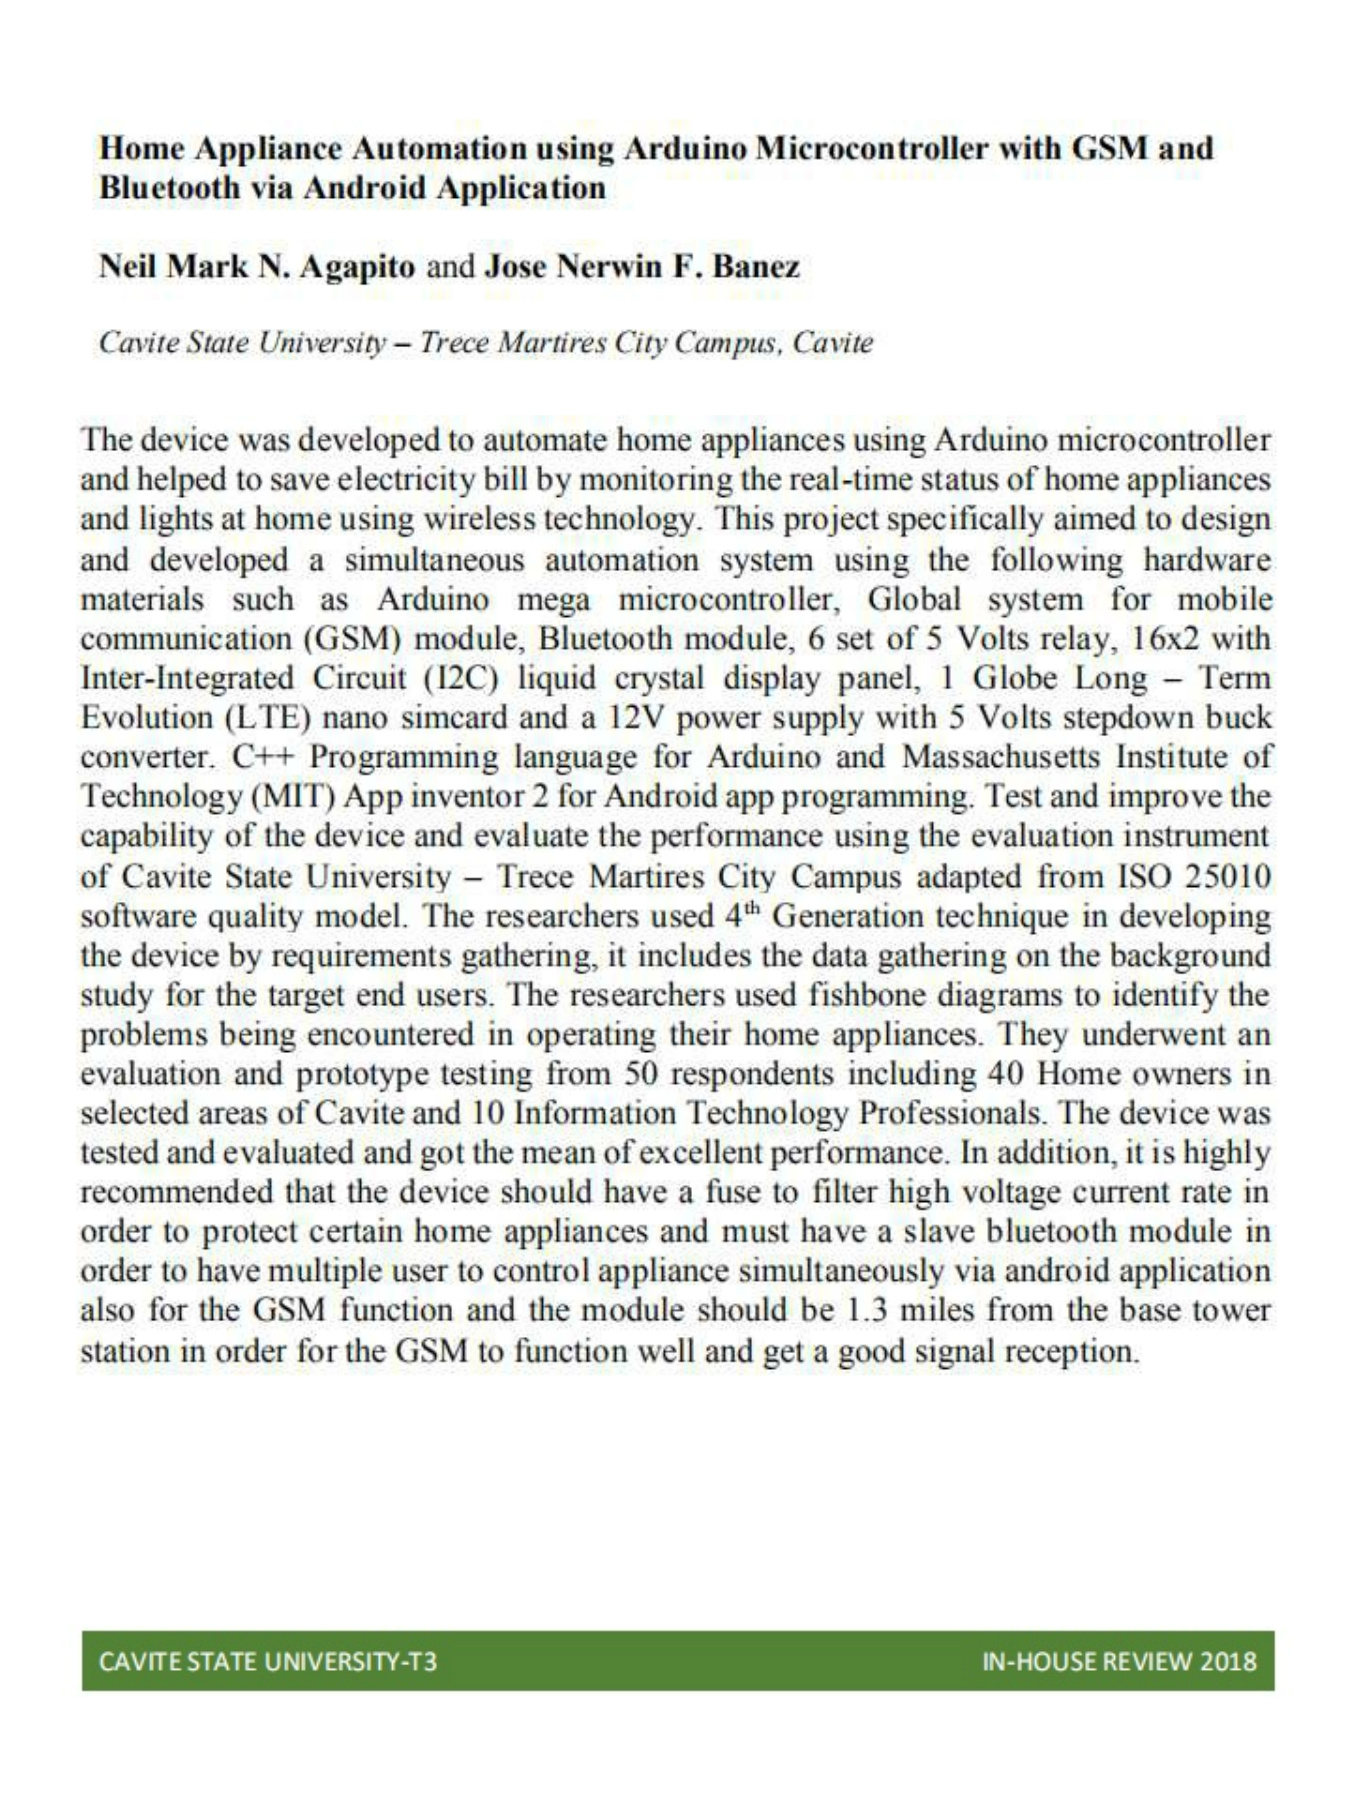 Home Appliance Automation using Arduino Microcontroller with GSM and
Bluetooth via Android Application
Neil Mark N. Agapito and Jose Nerwin F. Banez
Cavite State University – Trece Martires City Campus, Cavite
The device was developed to automate home appliances using Arduino microcontroller
and helped to save electricity bill by monitoring the real-time status of home appliances
and lights at home using wireless technology. This project specifically aimed to design
and developed a simultaneous automation system using the following hardware
materials such as Arduino mega microcontroller, Global system for mobile
communication (GSM) module, Bluetooth module, 6 set of 5 Volts relay, 16x2 with
Inter-Integrated Circuit (I2C) liquid crystal display panel, 1 Globe Long – Term
Evolution (LTE) nano simcard and a 12V power supply with 5 Volts stepdown buck
converter. C++ Programming language for Arduino and Massachusetts Institute of
Technology (MIT) App inventor 2 for Android app programming. Test and improve the
capability of the device and evaluate the performance using the evaluation instrument
of Cavite State University – Trece Martires City Campus adapted from ISO 25010
software quality model. The researchers used 4th Generation technique in developing
the device by requirements gathering, it includes the data gathering on the background
study for the target end users. The researchers used fishbone diagrams to identify the
problems being encountered in operating their home appliances. They underwent an
evaluation and prototype testing from 50 respondents including 40 Home owners in
selected areas of Cavite and 10 Information Technology Professionals. The device was
tested and evaluated and got the mean of excellent performance. In addition, it is highly
recommended that the device should have a fuse to filter high voltage current rate in
order to protect certain home appliances and must have a slave bluetooth module in
order to have multiple user to control appliance simultaneously via android application
also for the GSM function and the module should be 1.3 miles from the base tower
station in order for the GSM to function well and get a good signal reception.
CAVITE STATE UNIVERSITY-T3 IN-HOUSE REVIEW 2018